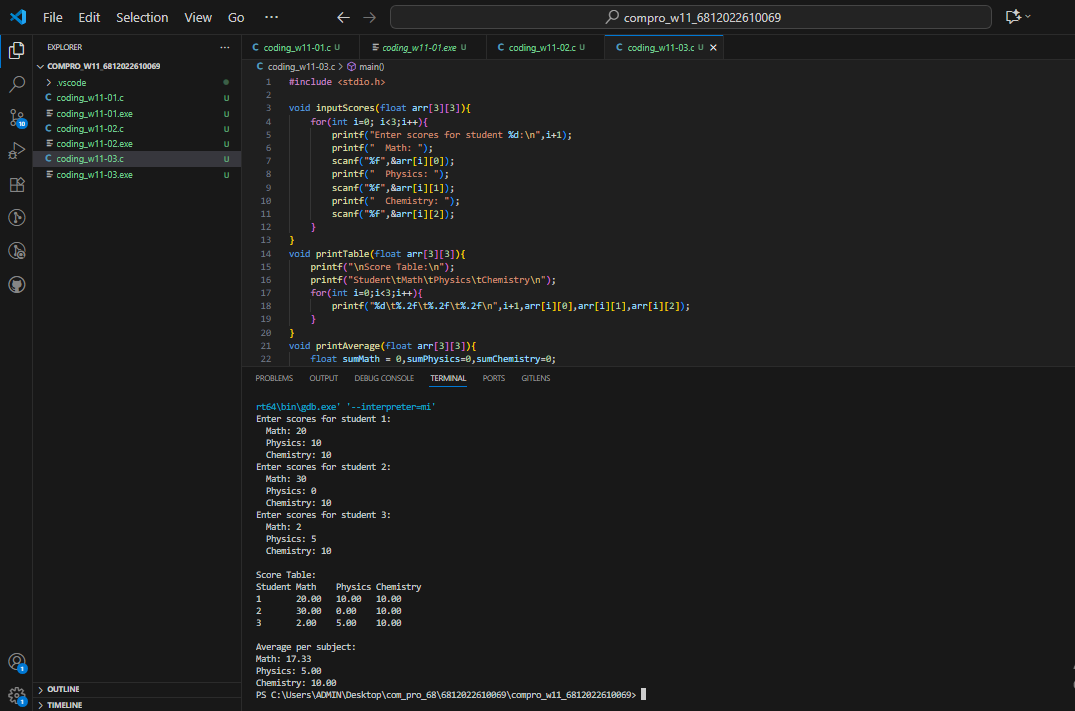 File Edit Selection View Go ··· ← → compro_w11_6812022610069
EXPLORER ···
COMPRO_W11_6812022610069
.vscode
C coding_w11-01.c U
coding_w11-01.exe U
C coding_w11-02.c U
coding_w11-02.exe U
C coding_w11-03.c U
coding_w11-03.exe U
10
1
1
OUTLINE
TIMELINE
C coding_w11-01.c U coding_w11-01.exe U C coding_w11-02.c U C coding_w11-03.c U ×
C coding_w11-03.c > main()
1 #include <stdio.h>
2
3 void inputScores(float arr[3][3]){
4 for(int i=0; i<3;i++){
5 printf("Enter scores for student %d:\n",i+1);
6 printf("  Math: ");
7 scanf("%f",&arr[i][0]);
8 printf("  Physics: ");
9 scanf("%f",&arr[i][1]);
10 printf("  Chemistry: ");
11 scanf("%f",&arr[i][2]);
12 }
13 }
14 void printTable(float arr[3][3]){
15 printf("\nScore Table:\n");
16 printf("Student\tMath\tPhysics\tChemistry\n");
17 for(int i=0;i<3;i++){
18 printf("%d\t%.2f\t%.2f\t%.2f\n",i+1,arr[i][0],arr[i][1],arr[i][2]);
19 }
20 }
21 void printAverage(float arr[3][3]){
22 float sumMath = 0,sumPhysics=0,sumChemistry=0;
PROBLEMS OUTPUT DEBUG CONSOLE TERMINAL PORTS GITLENS
rt64\bin\gdb.exe' '--interpreter=mi'
Enter scores for student 1:
Math: 20
Physics: 10
Chemistry: 10
Enter scores for student 2:
Math: 30
Physics: 0
Chemistry: 10
Enter scores for student 3:
Math: 2
Physics: 5
Chemistry: 10
Score Table:
Student Math Physics Chemistry
1 20.00 10.00 10.00
2 30.00 0.00 10.00
3 2.00 5.00 10.00
Average per subject:
Math: 17.33
Physics: 5.00
Chemistry: 10.00
PS C:\Users\ADMIN\Desktop\com_pro_68\6812022610069\compro_w11_6812022610069>